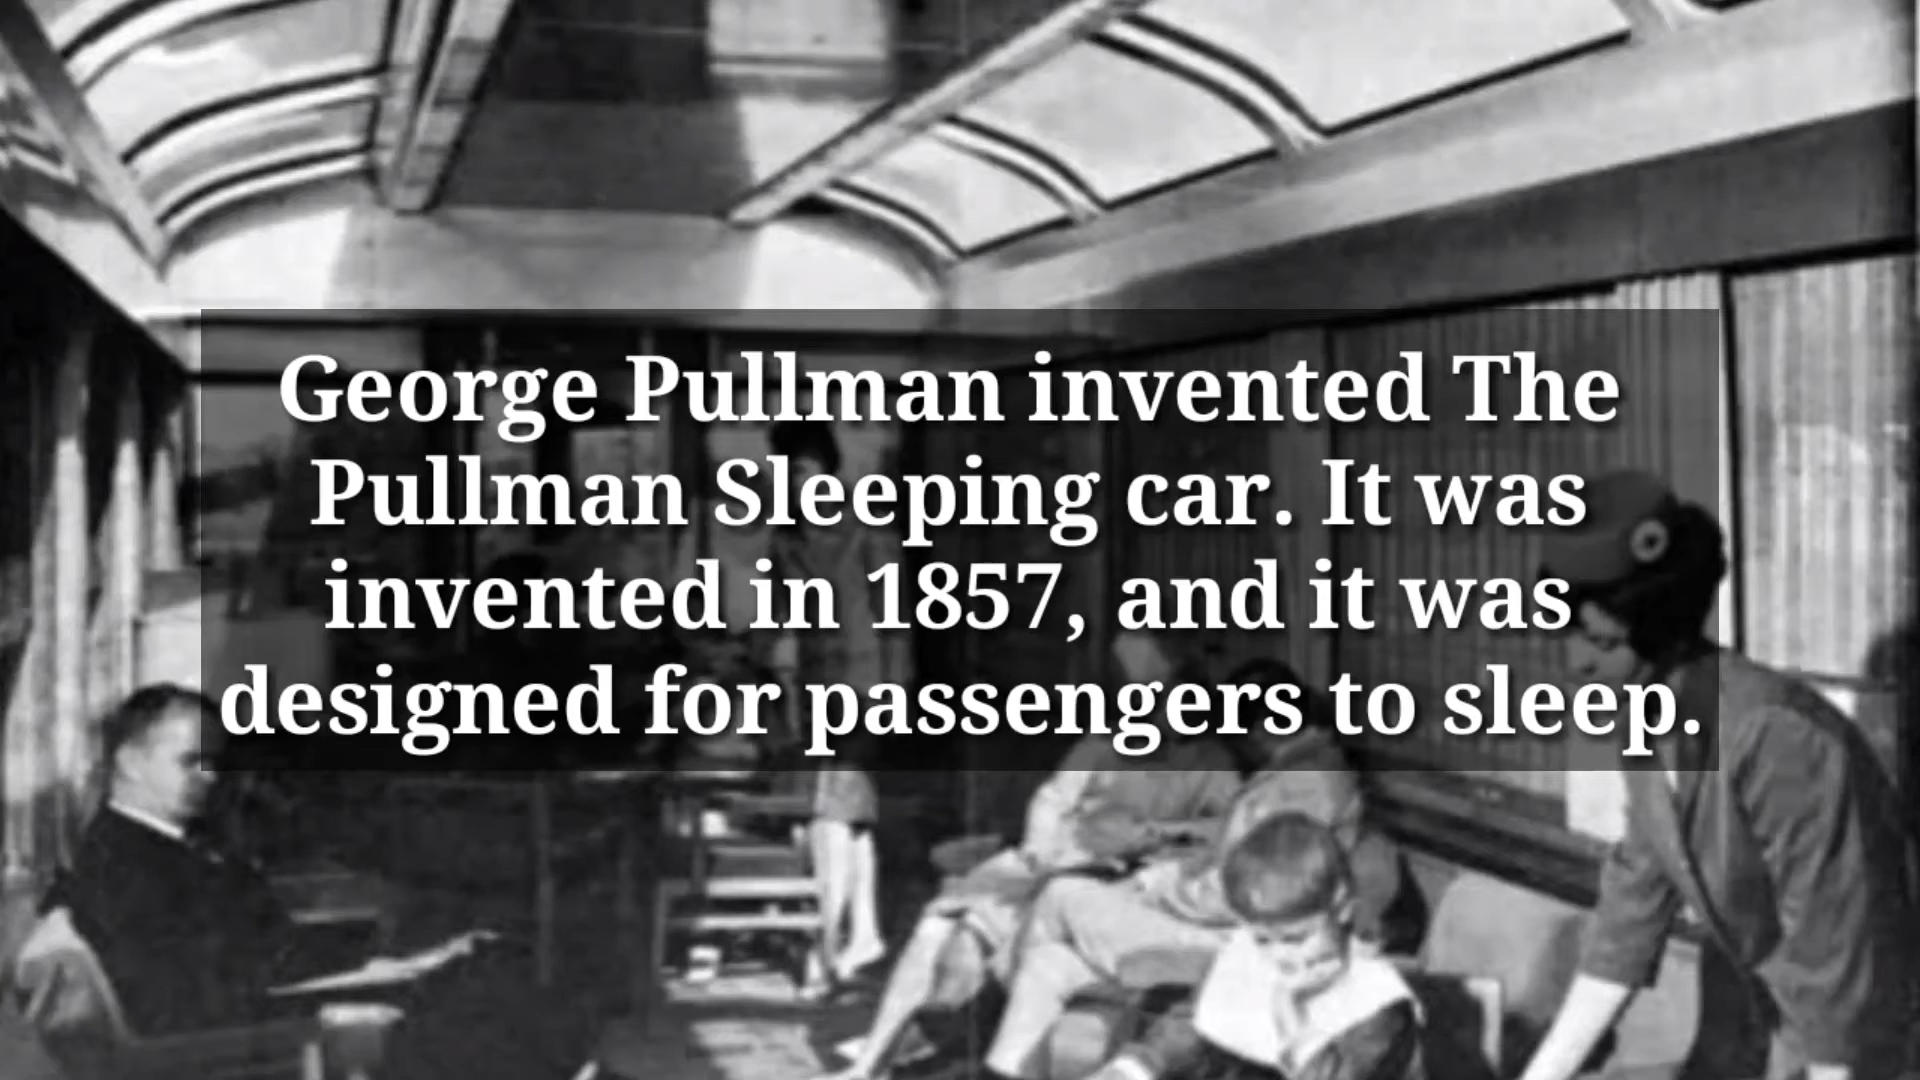 George Pullman invented The
Pullman Sleeping car. It was
invented in 1857, and it was
designed for passengers to sleep.